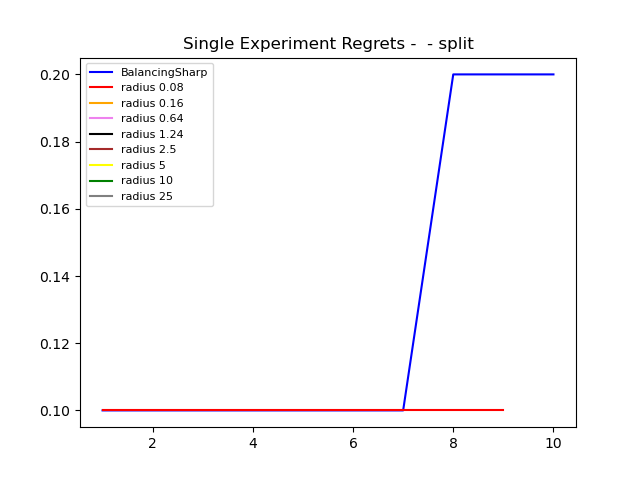 Single Experiment Regrets -  - split
0.20
0.18
0.16
0.14
0.12
0.10
BalancingSharp
radius 0.08
radius 0.16
radius 0.64
radius 1.24
radius 2.5
radius 5
radius 10
radius 25
2 4 6 8 10